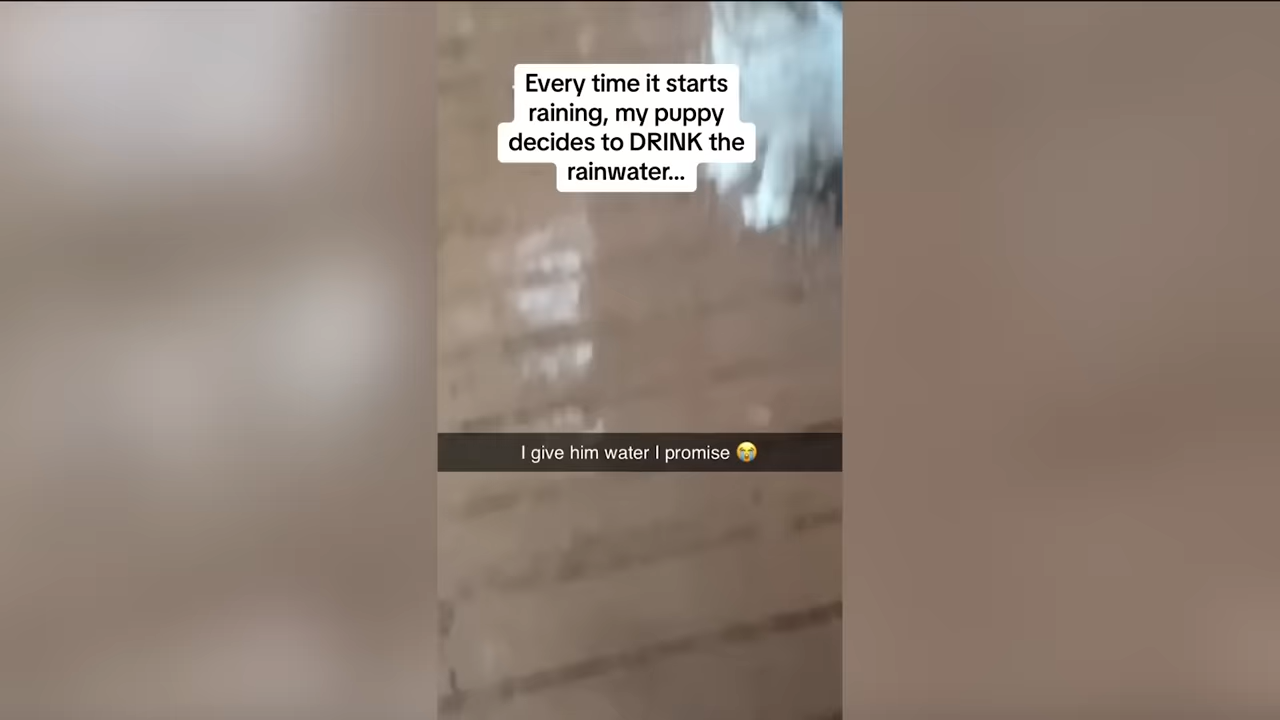 Every time it starts
raining, my puppy
decides to DRINK the
rainwater...
I give him water I promise 😭